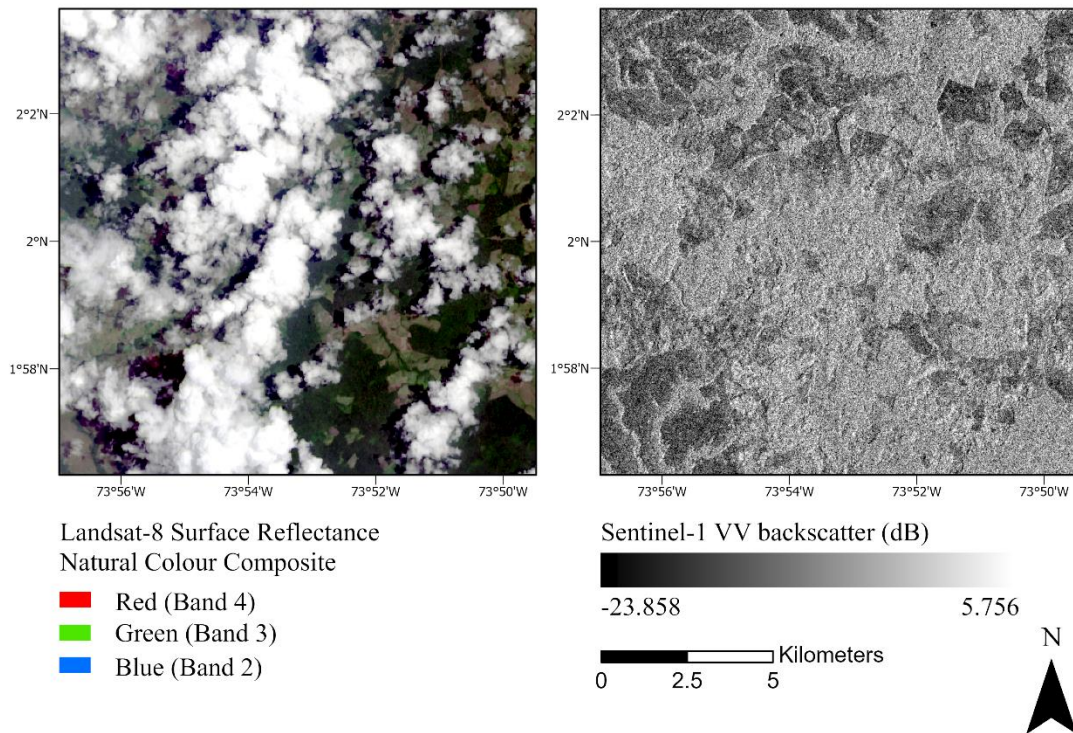 2°2'N
2°N
1°58'N
73°56'W 73°54'W 73°52'W 73°50'W
2°2'N
2°N
1°58'N
73°56'W 73°54'W 73°52'W 73°50'W
Landsat-8 Surface Reflectance
Natural Colour Composite
Red (Band 4)
Green (Band 3)
Blue (Band 2)
Sentinel-1 VV backscatter (dB)
-23.858 5.756
Kilometers
0 2.5 5
N